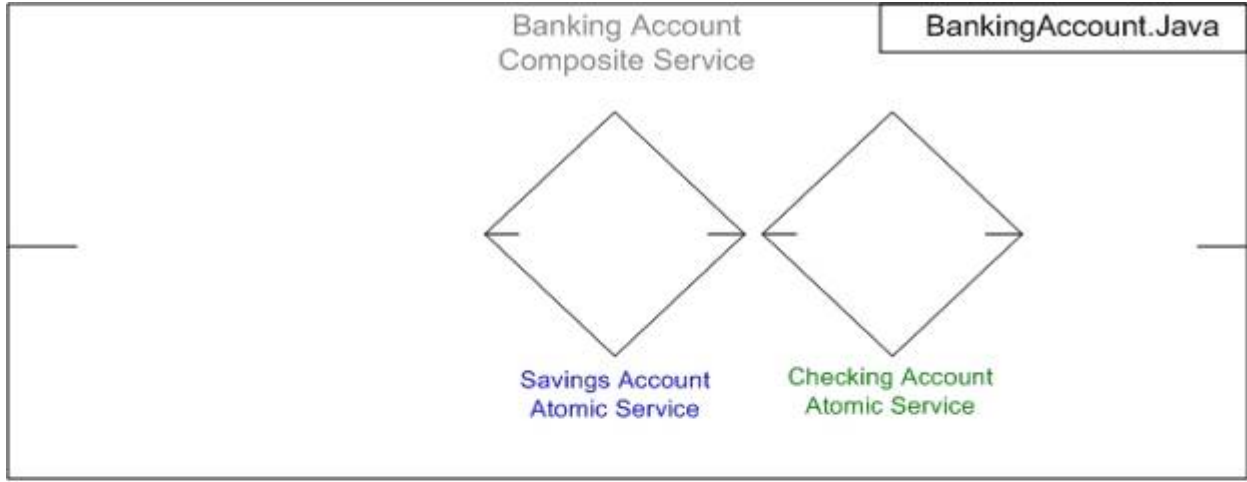 Banking Account
Composite Service
BankingAccount.Java
Savings Account
Atomic Service
Checking Account
Atomic Service